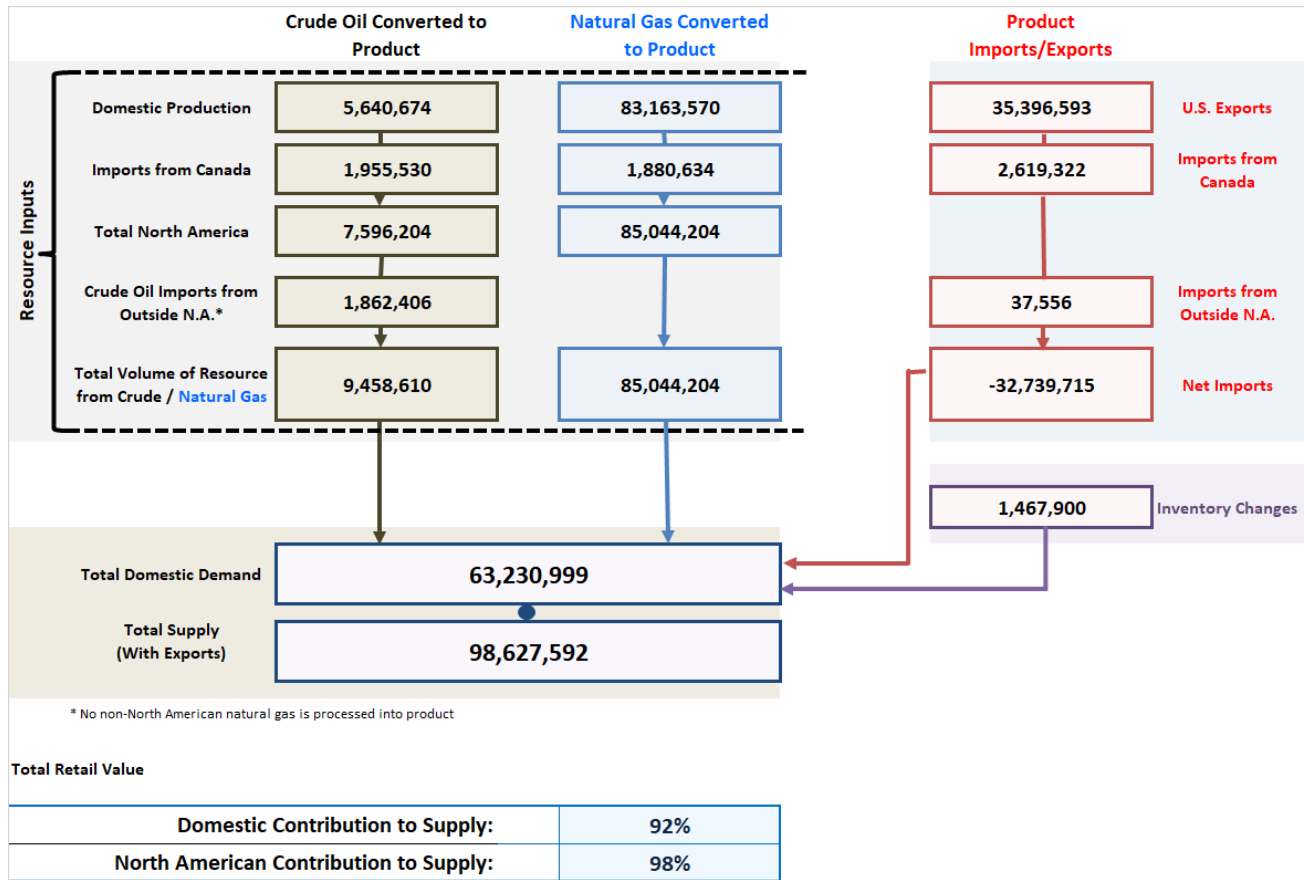 Crude Oil Converted to
Product
Natural Gas Converted
to Product
Product
Imports/Exports
Resource Inputs
Domestic Production
5,640,674
83,163,570
35,396,593
U.S. Exports
Imports from Canada
1,955,530
1,880,634
2,619,322
Imports from
Canada
Total North America
7,596,204
85,044,204
Crude Oil Imports from
Outside N.A.*
1,862,406
37,556
Imports from
Outside N.A.
Total Volume of Resource
from Crude / Natural Gas
9,458,610
85,044,204
-32,739,715
Net Imports
1,467,900
Inventory Changes
Total Domestic Demand
63,230,999
Total Supply
(With Exports)
98,627,592
* No non-North American natural gas is processed into product
Total Retail Value
Domestic Contribution to Supply:
92%
North American Contribution to Supply:
98%